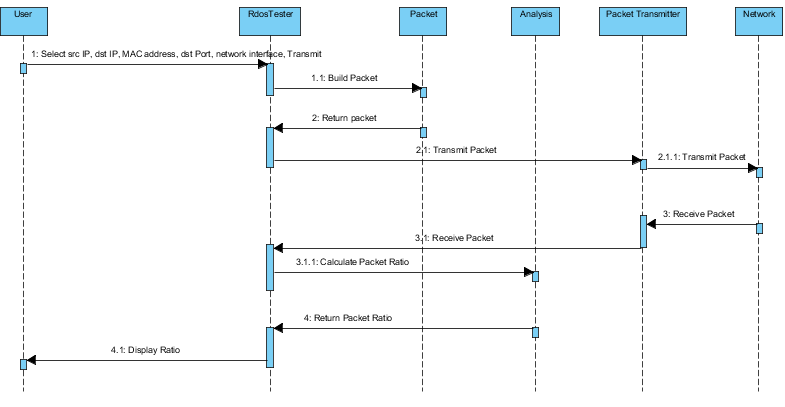 User
RdosTester
Packet
Analysis
Packet Transmitter
Network
1: Select src IP, dst IP, MAC address, dst Port, network interface, Transmit
1.1: Build Packet
2: Return packet
2.1: Transmit Packet
2.1.1: Transmit Packet
3: Receive Packet
3.1: Receive Packet
3.1.1: Calculate Packet Ratio
4: Return Packet Ratio
4.1: Display Ratio